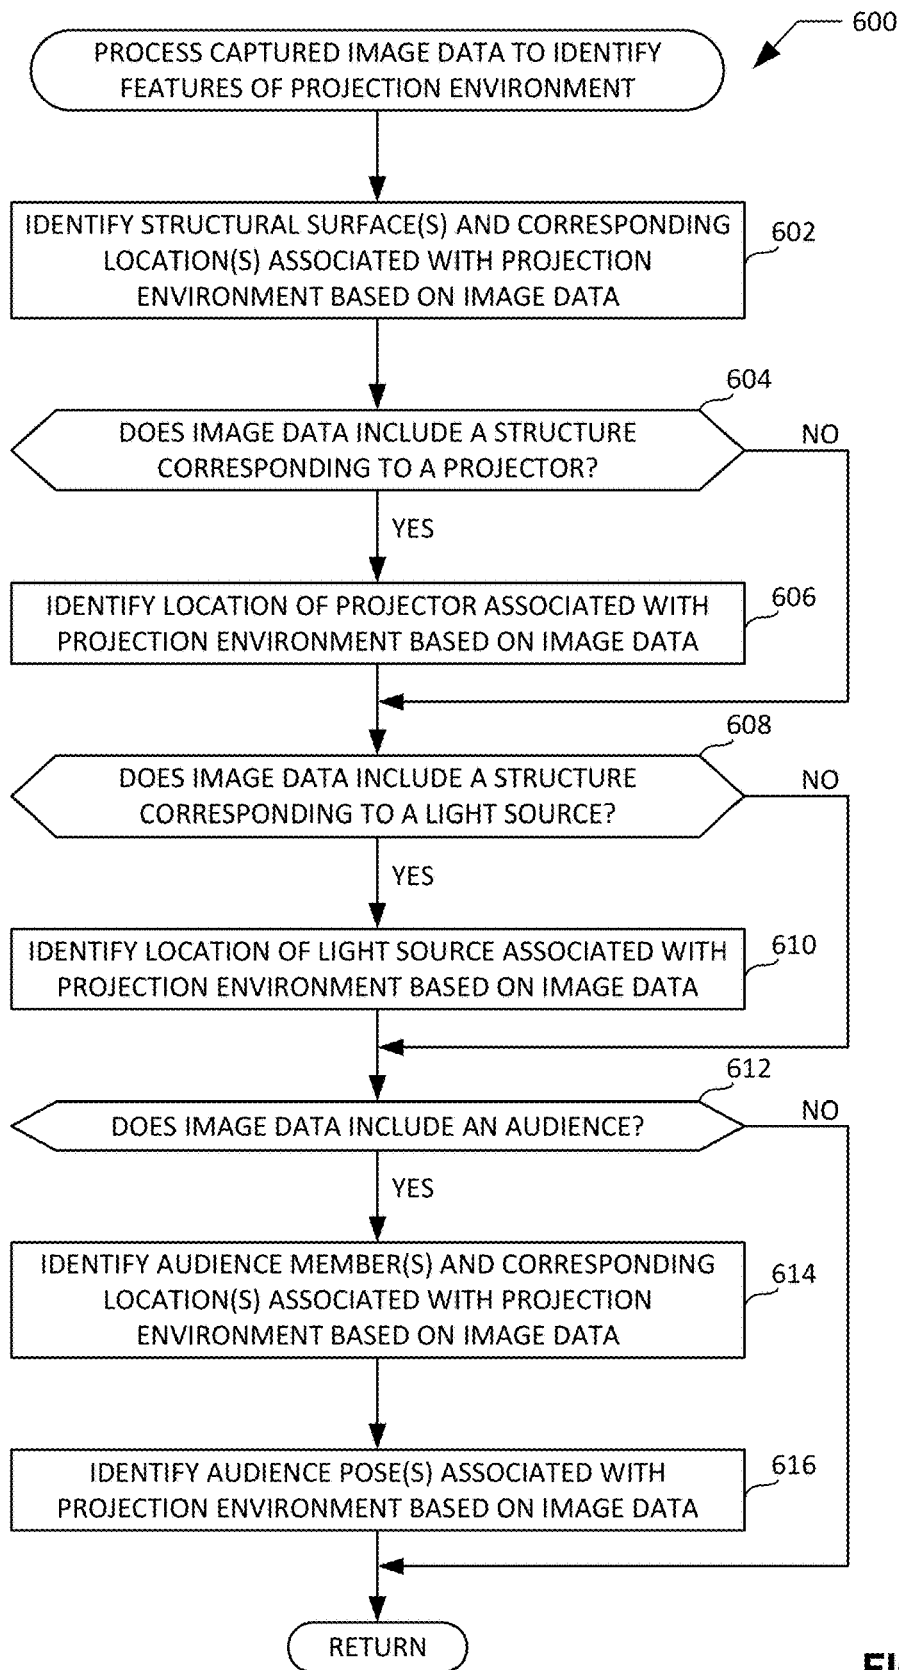 600
PROCESS CAPTURED IMAGE DATA TO IDENTIFY
FEATURES OF PROJECTION ENVIRONMENT
IDENTIFY STRUCTURAL SURFACE(S) AND CORRESPONDING
LOCATION(S) ASSOCIATED WITH PROJECTION
ENVIRONMENT BASED ON IMAGE DATA
602
604
DOES IMAGE DATA INCLUDE A STRUCTURE
CORRESPONDING TO A PROJECTOR?
NO
YES
IDENTIFY LOCATION OF PROJECTOR ASSOCIATED WITH
PROJECTION ENVIRONMENT BASED ON IMAGE DATA
606
608
DOES IMAGE DATA INCLUDE A STRUCTURE
CORRESPONDING TO A LIGHT SOURCE?
NO
YES
IDENTIFY LOCATION OF LIGHT SOURCE ASSOCIATED WITH
PROJECTION ENVIRONMENT BASED ON IMAGE DATA
610
612
DOES IMAGE DATA INCLUDE AN AUDIENCE?
NO
YES
IDENTIFY AUDIENCE MEMBER(S) AND CORRESPONDING
LOCATION(S) ASSOCIATED WITH PROJECTION
ENVIRONMENT BASED ON IMAGE DATA
614
IDENTIFY AUDIENCE POSE(S) ASSOCIATED WITH
PROJECTION ENVIRONMENT BASED ON IMAGE DATA
616
RETURN